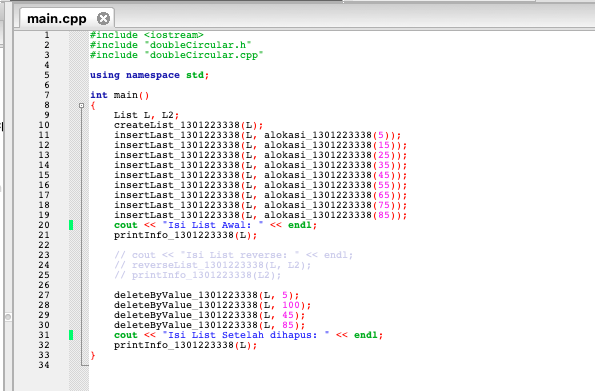 main.cpp
1 #include <iostream>
2 #include "doubleCircular.h"
3 #include "doubleCircular.cpp"
4
5 using namespace std;
6
7 int main()
8 {
9 List L, L2;
10 createList_1301223338(L);
11 insertLast_1301223338(L, alokasi_1301223338(5));
12 insertLast_1301223338(L, alokasi_1301223338(15));
13 insertLast_1301223338(L, alokasi_1301223338(25));
14 insertLast_1301223338(L, alokasi_1301223338(35));
15 insertLast_1301223338(L, alokasi_1301223338(45));
16 insertLast_1301223338(L, alokasi_1301223338(55));
17 insertLast_1301223338(L, alokasi_1301223338(65));
18 insertLast_1301223338(L, alokasi_1301223338(75));
19 insertLast_1301223338(L, alokasi_1301223338(85));
20 cout << "Isi List Awal: " << endl;
21 printInfo_1301223338(L);
22
23 // cout << "Isi List reverse: " << endl;
24 // reverseList_1301223338(L, L2);
25 // printInfo_1301223338(L2);
26
27 deleteByValue_1301223338(L, 5);
28 deleteByValue_1301223338(L, 100);
29 deleteByValue_1301223338(L, 45);
30 deleteByValue_1301223338(L, 85);
31 cout << "Isi List Setelah dihapus: " << endl;
32 printInfo_1301223338(L);
33 }
34